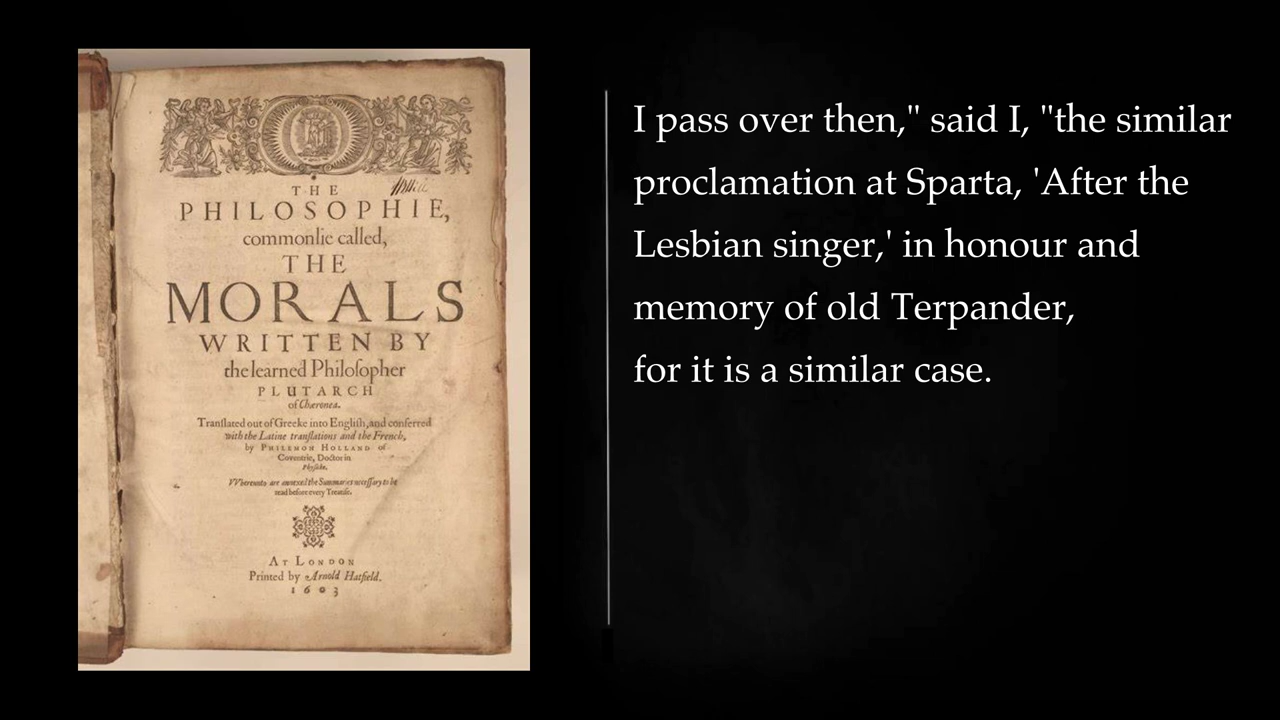 THE
PHILOSOPHIE,
commonlie called,
THE
MORALS
WRITTEN BY
the learned Philoſopher
PLUTARCH
of Chæronea.
Tranſlated out of Greeke into Engliſh, and conferred
with the Latine tranſlations and the French,
by PHILEMON HOLLAND of
Coventrie, Doctor in
Phyſicke.
VVhereunto are annexed the Summaries neceſſary to be
read before every Treatiſe.
AT LONDON
Printed by Arnold Hatfield.
1603
I pass over then," said I, "the similar
proclamation at Sparta, 'After the
Lesbian singer,' in honour and
memory of old Terpander,
for it is a similar case.